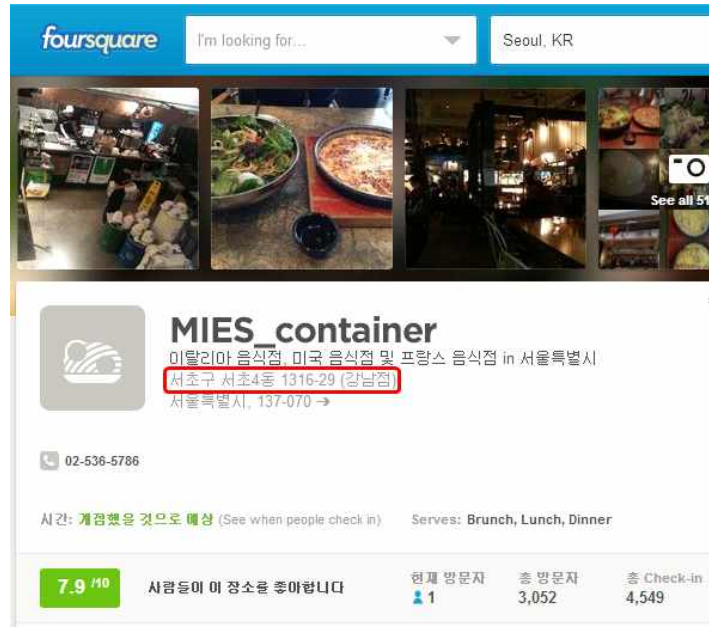 foursquare
I'm looking for...
Seoul, KR
See all 51
MIES_container
이탈리아 음식점, 미국 음식점 및 프랑스 음식점 in 서울특별시
서초구 서초4동 1316-29 (강남점)
서울특별시, 137-070 →
02-536-5786
시간: 개점했을 것으로 예상 (See when people check in)
Serves: Brunch, Lunch, Dinner
7.9 /10
사람들이 이 장소를 좋아합니다
현재 방문자
1
총 방문자
3,052
총 Check-in
4,549